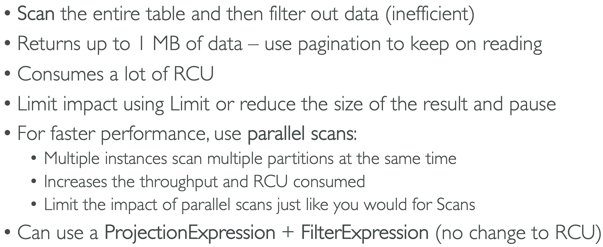 • Scan the entire table and then filter out data (inefficient)
• Returns up to 1 MB of data – use pagination to keep on reading
• Consumes a lot of RCU
• Limit impact using Limit or reduce the size of the result and pause
• For faster performance, use parallel scans:
• Multiple instances scan multiple partitions at the same time
• Increases the throughput and RCU consumed
• Limit the impact of parallel scans just like you would for Scans
• Can use a ProjectionExpression + FilterExpression (no change to RCU)